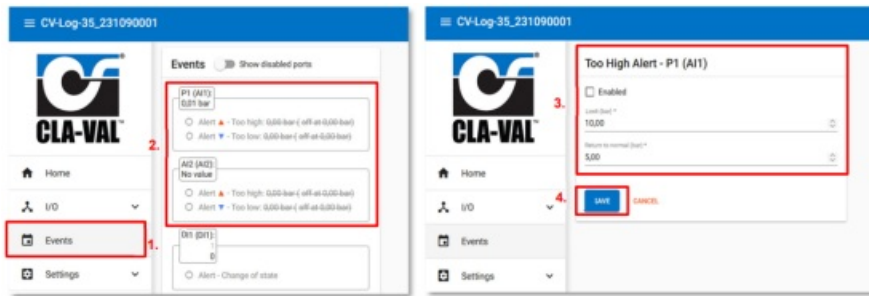 CV-Log-35_231090001
CLA-VAL
Home
I/O
Events
Settings
1.
Events Show disabled ports
2.
P1 (AI1):
0,01 bar
Alert - Too high: 0,00 bar ( off at 0,00 bar)
Alert - Too low: 0,00 bar ( off at 0,00 bar)
AI2 (AI2):
No value
Alert - Too high: 0,00 bar ( off at 0,00 bar)
Alert - Too low: 0,00 bar ( off at 0,00 bar)
DI1 (DI1):
1
0
Alert - Change of state
CV-Log-35_231090001
CLA-VAL
Home
I/O
Events
Settings
3.
Too High Alert - P1 (AI1)
Enabled
Limit (bar) *
10,00
Return to normal (bar) *
5,00
4.
SAVE CANCEL